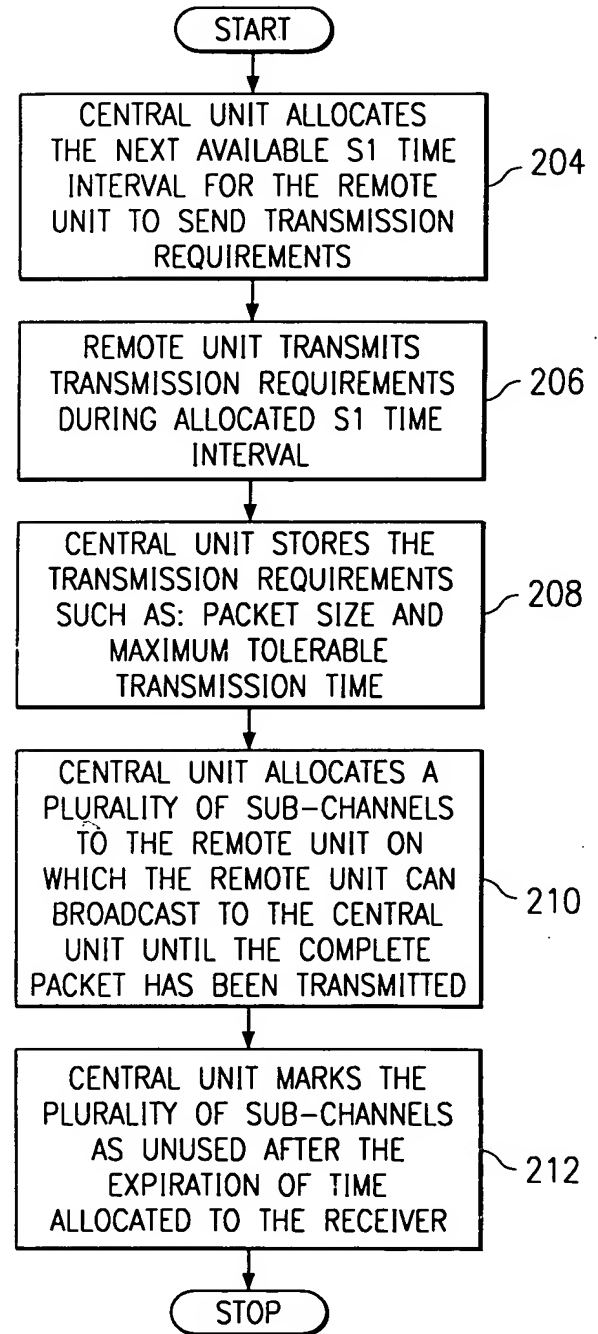 START
CENTRAL UNIT ALLOCATES
THE NEXT AVAILABLE S1 TIME
INTERVAL FOR THE REMOTE
UNIT TO SEND TRANSMISSION
REQUIREMENTS
204
REMOTE UNIT TRANSMITS
TRANSMISSION REQUIREMENTS
DURING ALLOCATED S1 TIME
INTERVAL
206
CENTRAL UNIT STORES THE
TRANSMISSION REQUIREMENTS
SUCH AS: PACKET SIZE AND
MAXIMUM TOLERABLE
TRANSMISSION TIME
208
CENTRAL UNIT ALLOCATES A
PLURALITY OF SUB-CHANNELS
TO THE REMOTE UNIT ON
WHICH THE REMOTE UNIT CAN
BROADCAST TO THE CENTRAL
UNIT UNTIL THE COMPLETE
PACKET HAS BEEN TRANSMITTED
210
CENTRAL UNIT MARKS THE
PLURALITY OF SUB-CHANNELS
AS UNUSED AFTER THE
EXPIRATION OF TIME
ALLOCATED TO THE RECEIVER
212
STOP